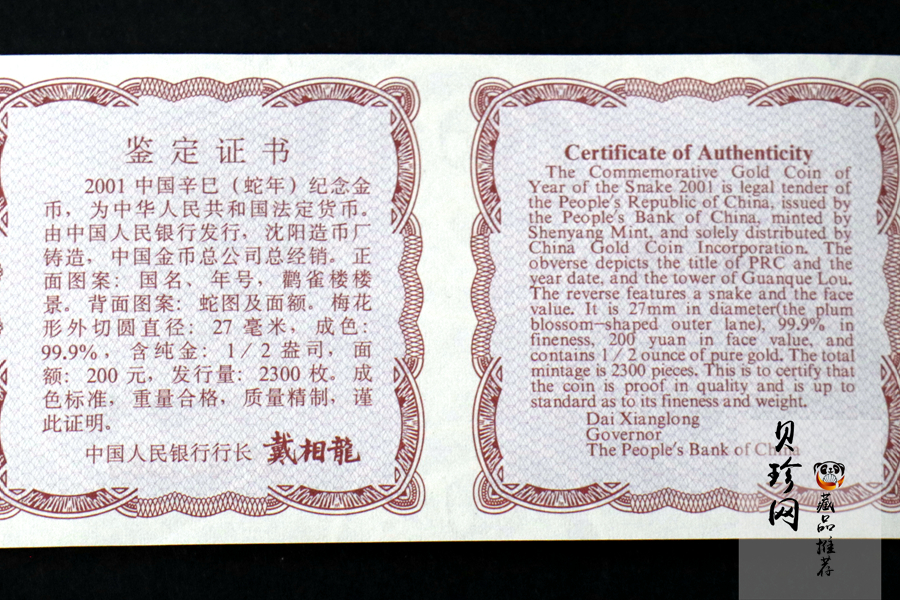 鉴定证书
2001 中国辛巳（蛇年）纪念金
币，为中华人民共和国法定货币。
由中国人民银行发行，沈阳造币厂
铸造，中国金币总公司总经销。正
面图案：国名、年号，鹳雀楼楼
景。背面图案：蛇图及面额。梅花
形外切圆直径：27 毫米，成色：
99.9%，含纯金：1／2 盎司，面
额：200 元，发行量：2300 枚。成
色标准，重量合格，质量精制，谨
此证明。
中国人民银行行长 戴相龍
Certificate of Authenticity
The Commemorative Gold Coin of
Year of the Snake 2001 is legal tender of
the People's Republic of China, issued by
the People's Bank of China, minted by
Shenyang Mint, and solely distributed by
China Gold Coin Incorporation. The
obverse depicts the title of PRC and the
year date, and the tower of Guanque Lou.
The reverse features a snake and the face
value. It is 27mm in diameter(the plum
blossom-shaped outer lane), 99.9% in
fineness, 200 yuan in face value, and
contains 1／2 ounce of pure gold. The total
mintage is 2300 pieces. This is to certify that
the coin is proof in quality and is up to
standard as to its fineness and weight.
Dai Xianglong
Governor
The People's Bank of China
贝珍网
藏品推荐